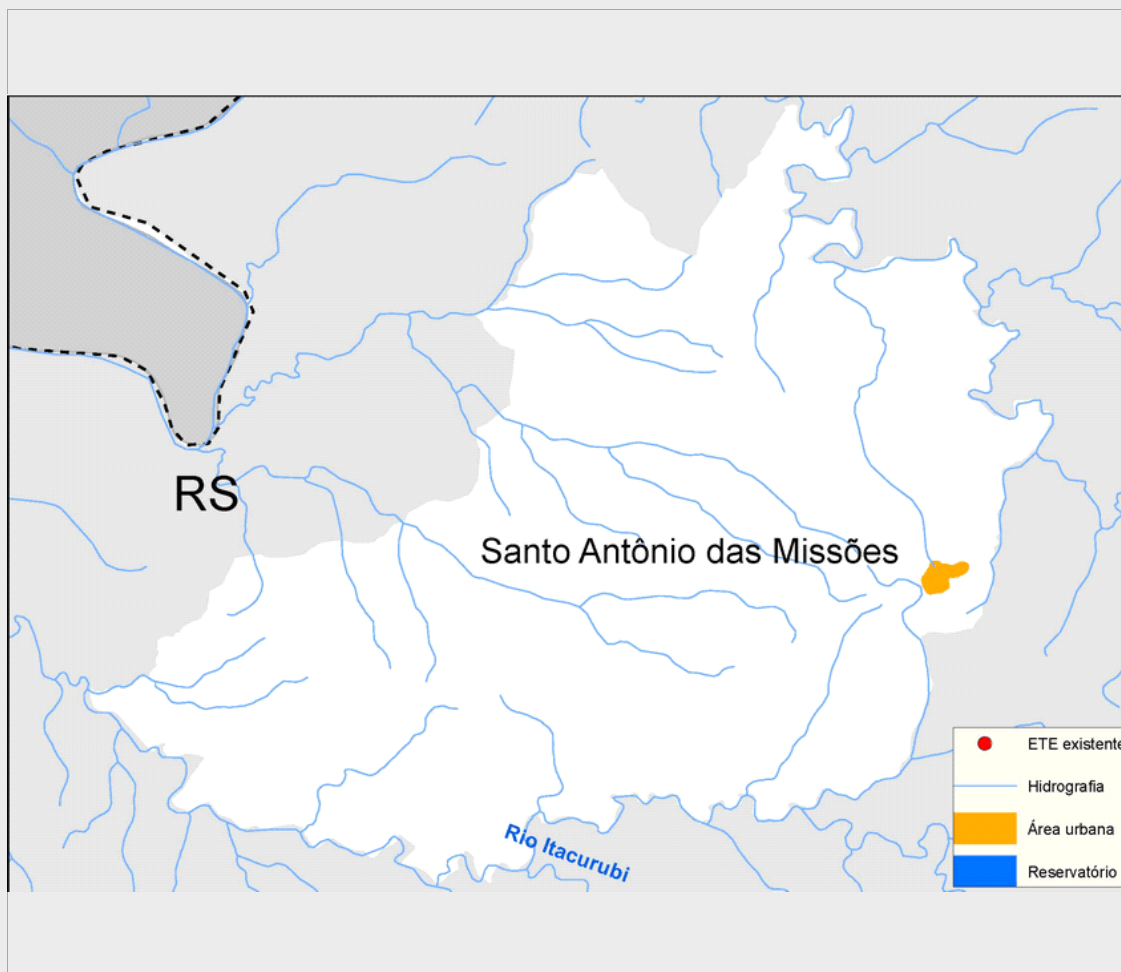 RS
Santo Antônio das Missões
Rio Itacurubi
ETE existente
Hidrografia
Área urbana
Reservatório